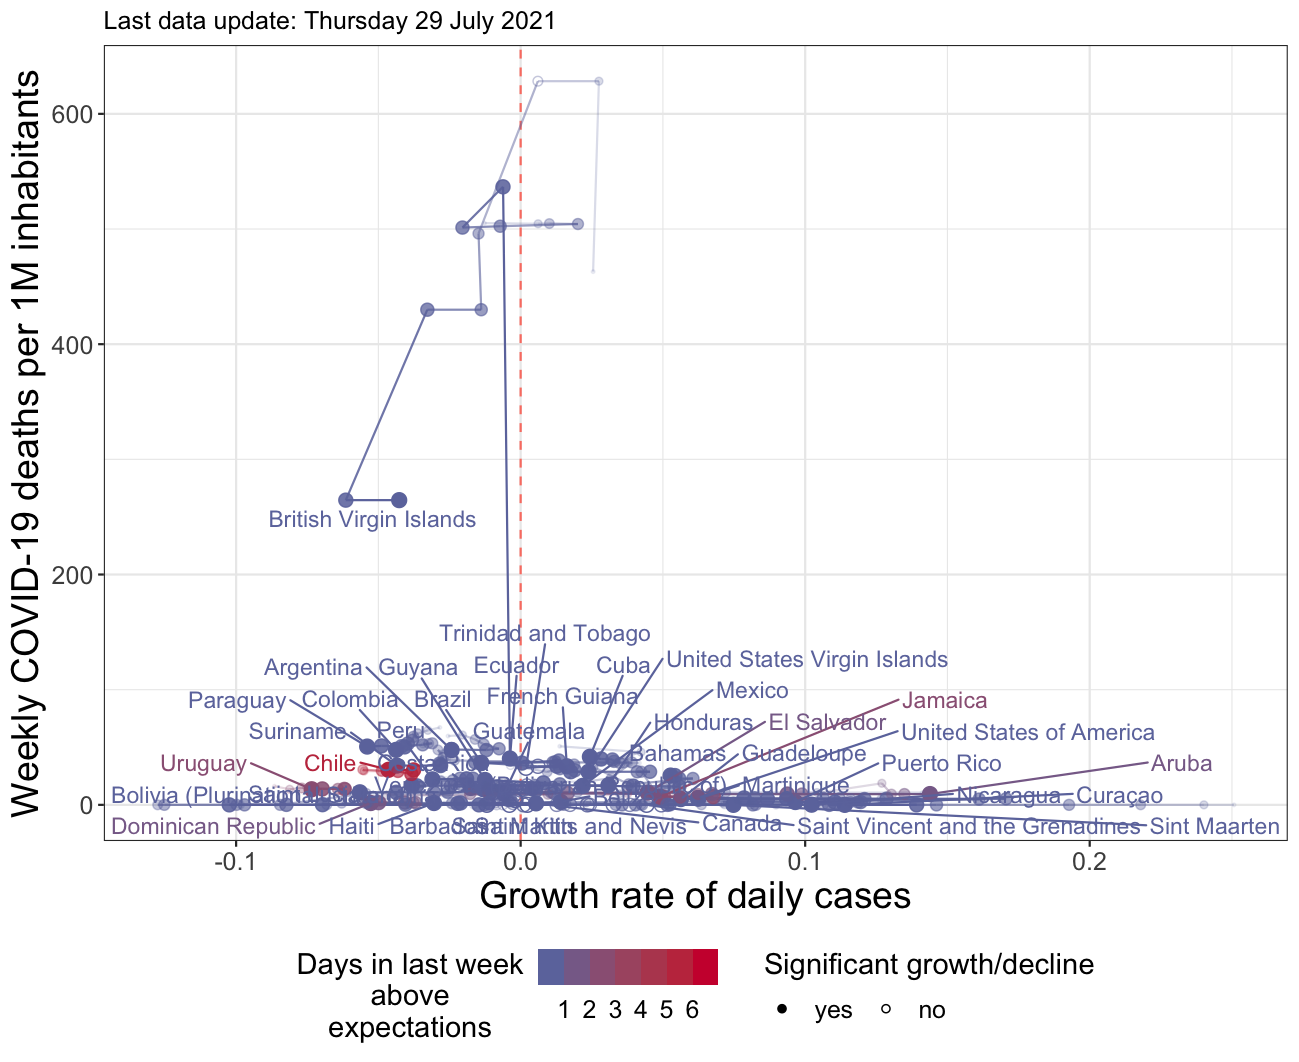 Last data update: Thursday 29 July 2021
Weekly COVID-19 deaths per 1M inhabitants
600
400
200
0
British Virgin Islands
Trinidad and Tobago
Argentina
Guyana
Ecuador
Cuba
United States Virgin Islands
Paraguay
Colombia
Brazil
French Guiana
Mexico
Jamaica
Suriname
Peru
Guatemala
Honduras
El Salvador
United States of America
Uruguay
Chile
Bahamas
Guadeloupe
Puerto Rico
Aruba
Martinique
Bolivia
Nicaragua
Curaçao
Dominican Republic
Haiti
and Nevis
Canada
Saint Vincent and the Grenadines
Sint Maarten
-0.1
0.0
0.1
0.2
Growth rate of daily cases
Days in last week
above
expectations
1 2 3 4 5 6
Significant growth/decline
yes
no